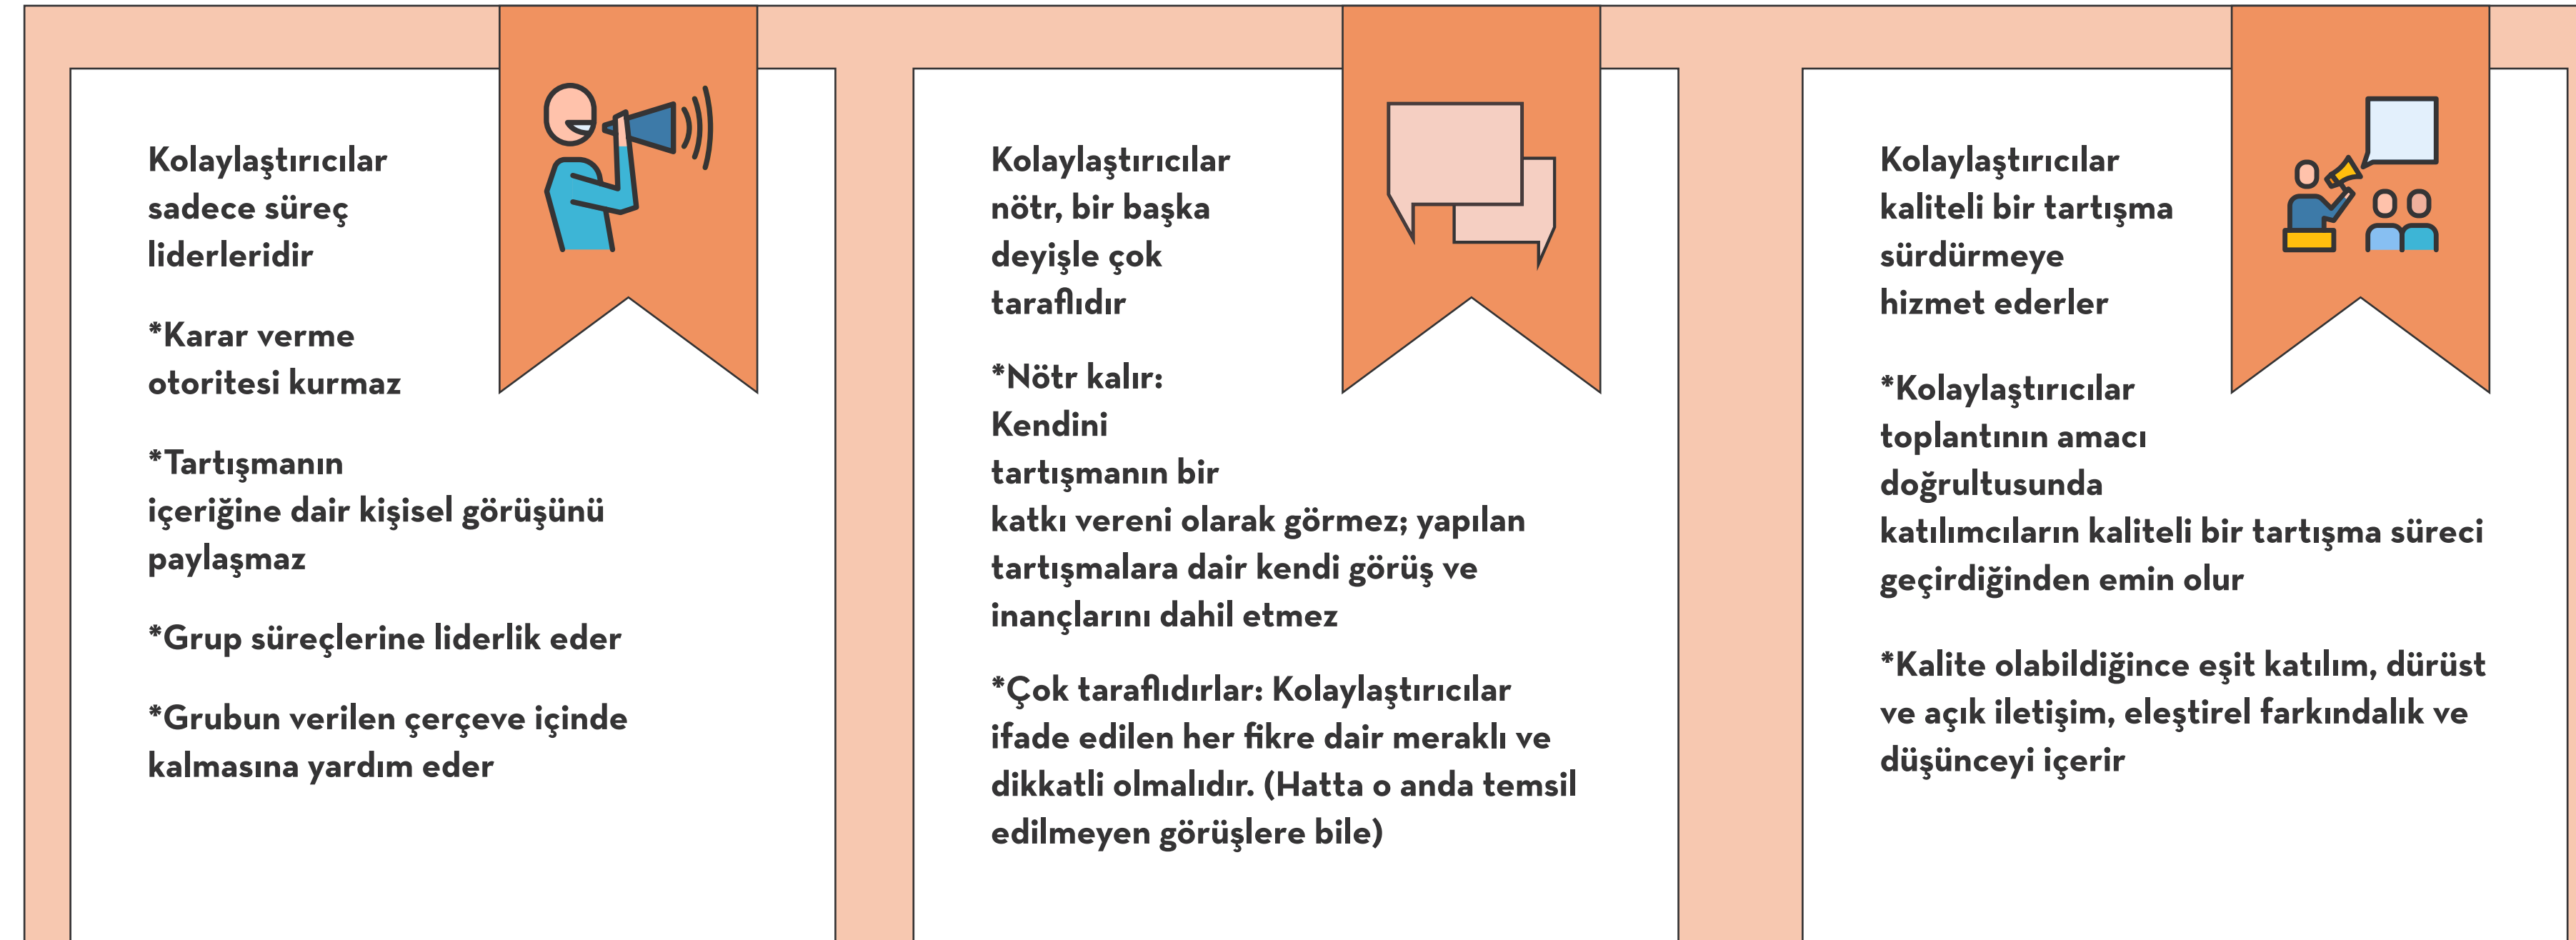 Kolaylaştırıcılar
sadece süreç
liderleridir
*Karar verme
otoritesi kurmaz
*Tartışmanın
içeriğine dair kişisel görüşünü
paylaşmaz
*Grup süreçlerine liderlik eder
*Grubun verilen çerçeve içinde
kalmasına yardım eder
Kolaylaştırıcılar
nötr, bir başka
deyişle çok
taraflıdır
*Nötr kalır:
Kendini
tartışmanın bir
katkı vereni olarak görmez; yapılan
tartışmalara dair kendi görüş ve
inançlarını dahil etmez
*Çok taraflıdırlar: Kolaylaştırıcılar
ifade edilen her fikre dair meraklı ve
dikkatli olmalıdır. (Hatta o anda temsil
edilmeyen görüşlere bile)
Kolaylaştırıcılar
kaliteli bir tartışma
sürdürmeye
hizmet ederler
*Kolaylaştırıcılar
toplantının amacı
doğrultusunda
katılımcıların kaliteli bir tartışma süreci
geçirdiğinden emin olur
*Kalite olabildiğince eşit katılım, dürüst
ve açık iletişim, eleştirel farkındalık ve
düşünceyi içerir